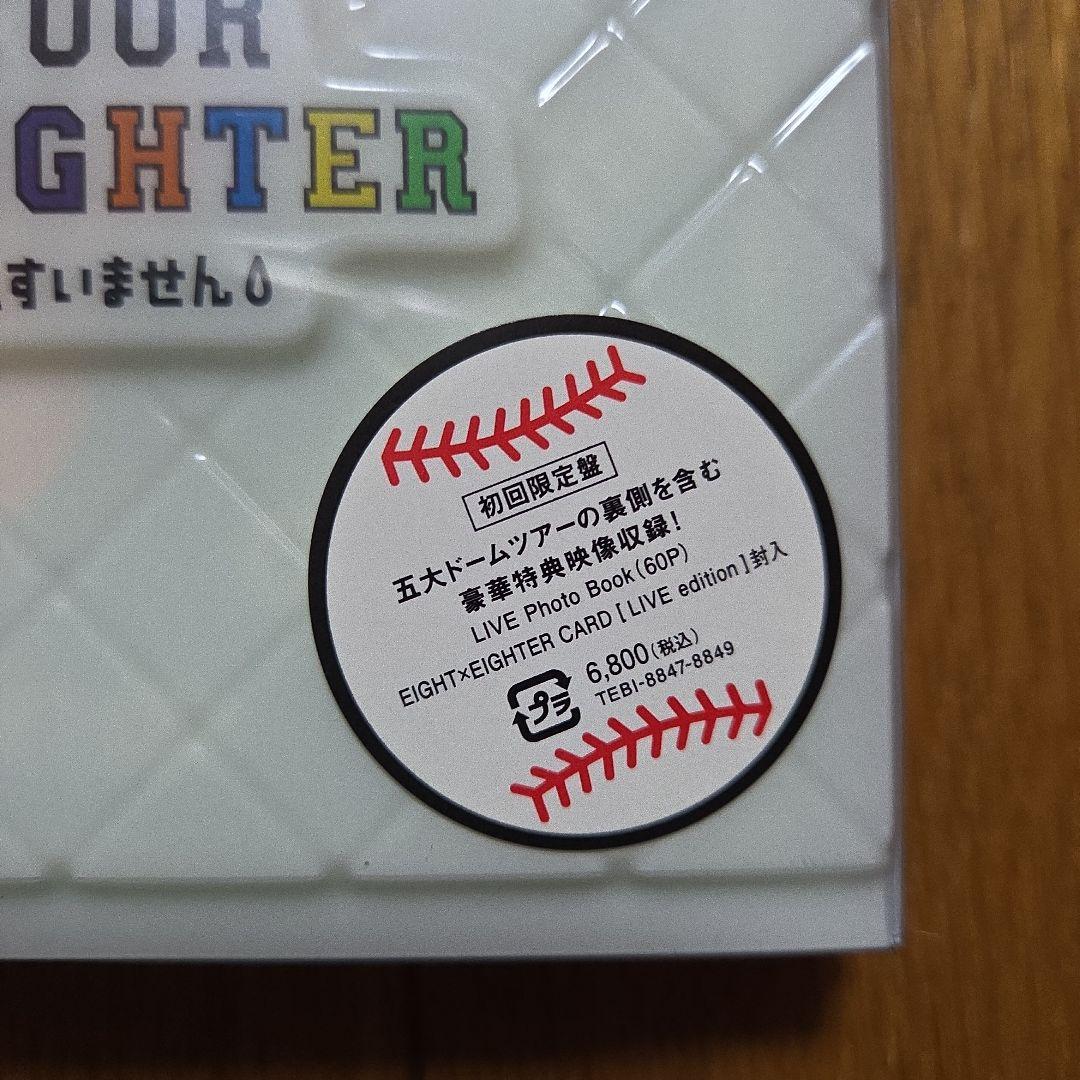 OUR
GHTER
すいません
初回限定盤
五大ドームツアーの裏側を含む
豪華特典映像収録!
LIVE Photo Book(60P)
EIGHT×EIGHTER CARD [ LIVE edition ] 封入
プラ
6,800(税込)
TEBI-8847-8849